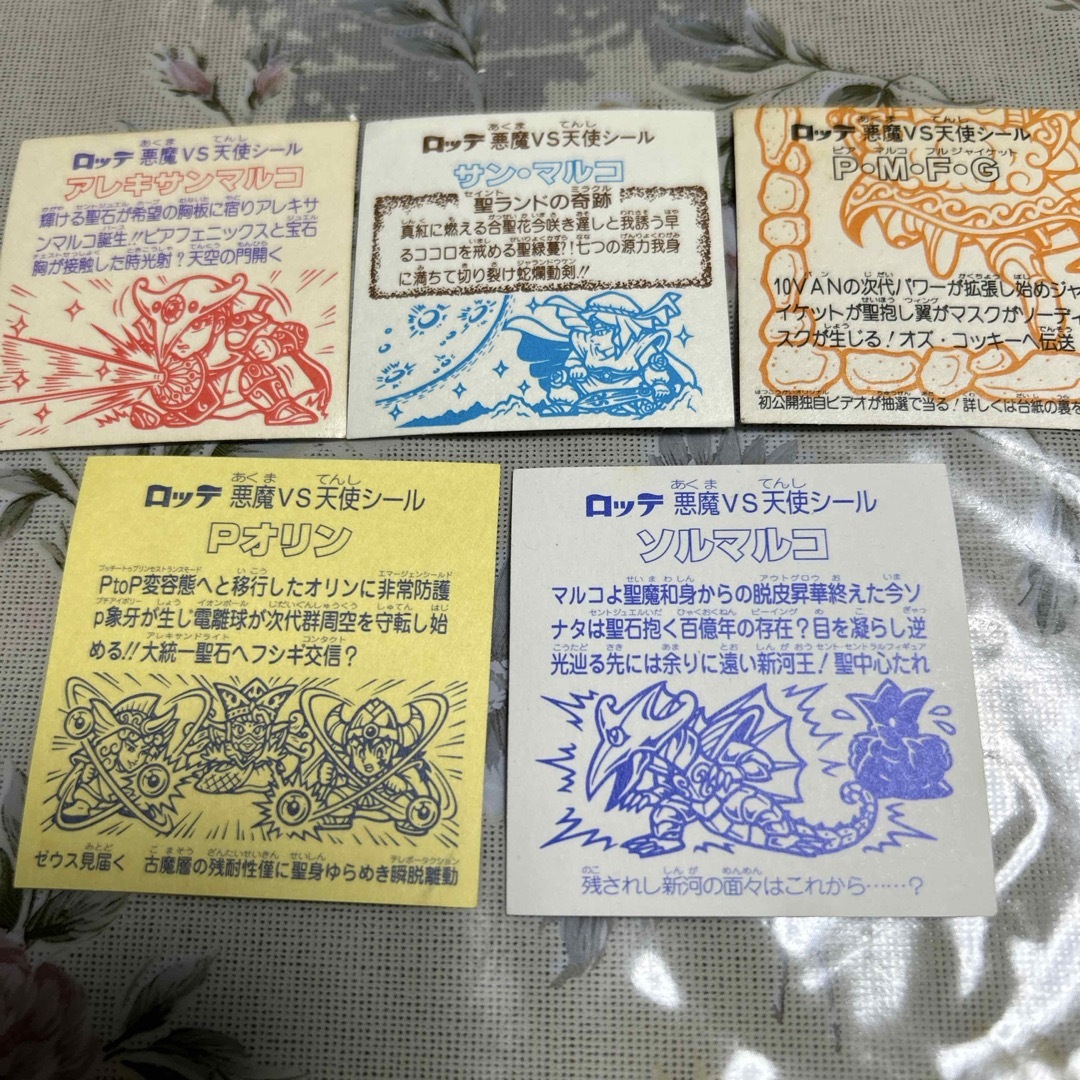 ロッテ 悪魔VS天使シール
アレキサンマルコ
輝ける聖石が希望の胸板に宿りアレキサ
ンマルコ誕生!!ピアフェニックスと宝石
胸が接触した時光射?天空の門開く
ロッテ 悪魔VS天使シール
サン・マルコ
聖ランドの奇跡
真紅に燃える合聖花今咲き遅しと我誘う早
るココロを戒める聖線蔓?!七つの源力我身
に満ちて切り裂け蛇爛動剣!!
ロッテ 悪魔VS天使シール
ピア マルコ フルジャイケット
P・M・F・G
10VANの次代パワーが拡張し始めジャ
イケットが聖抱し翼がマスクがソーディ
スクが生じる!オズ・コッキーへ伝送
初公開独自ビデオが抽選で当る!詳しくは台紙の裏を
ロッテ 悪魔VS天使シール
Pオリン
PtoP変容態へと移行したオリンに非常防護
p象牙が生じ電離球が次代群周空を守転し始
める!!大統一聖石へフシギ交信?
ゼウス見届く 古魔層の残耐性僅に聖身ゆらめき瞬脱離動
ロッテ 悪魔VS天使シール
ソルマルコ
マルコよ聖魔和身からの脱皮昇華終えた今ソ
ナタは聖石抱く百億年の存在?目を凝らし逆
光辿る先には余りに遠い新河王!聖中心たれ
残されし新河の面々はこれから……?